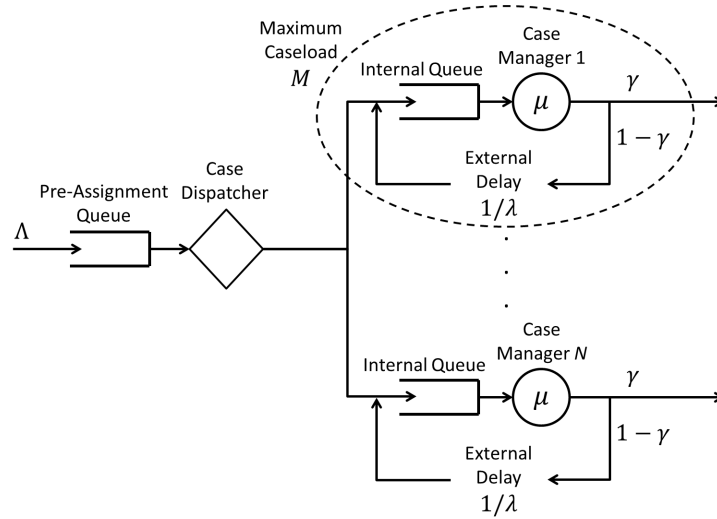 Maximum
Caseload
M
Case
Manager 1
Internal Queue
μ
γ
1 − γ
External
Delay
1/λ
Case
Dispatcher
Pre-Assignment
Queue
Λ
Case
Manager N
Internal Queue
μ
γ
1 − γ
External
Delay
1/λ